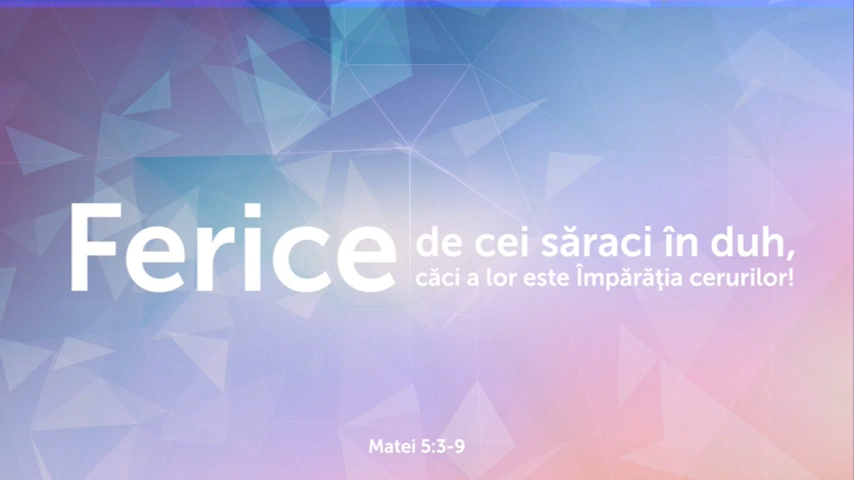 Ferice de cei săraci în duh,
căci a lor este Împărăţia cerurilor!
Matei 5:3-9